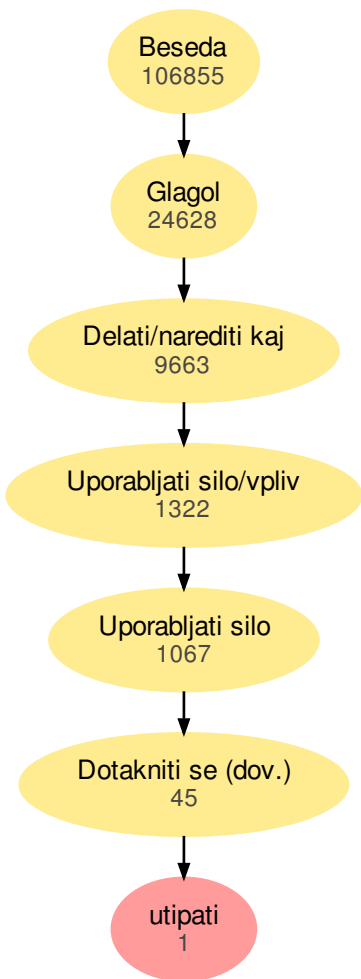 Beseda
106855
Glagol
24628
Delati/narediti kaj
9663
Uporabljati silo/vpliv
1322
Uporabljati silo
1067
Dotakniti se (dov.)
45
utipati
1